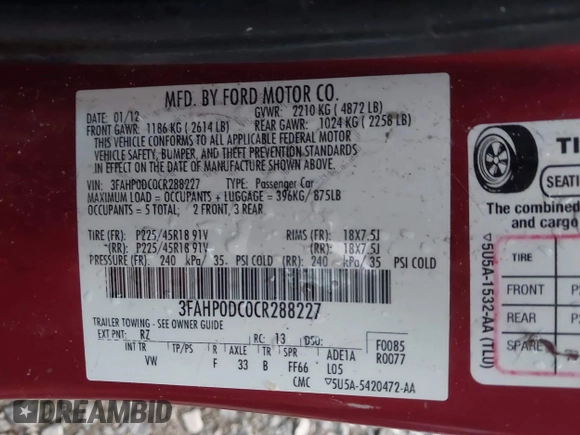 MFD. BY FORD MOTOR CO.
DATE: 01/12 GVWR: 2210 KG ( 4872 LB)
FRONT GAWR: 1186 KG ( 2614 LB) REAR GAWR: 1024 KG ( 2258 LB)
THIS VEHICLE CONFORMS TO ALL APPLICABLE FEDERAL MOTOR
VEHICLE SAFETY, BUMPER, AND THEFT PREVENTION STANDARDS
IN EFFECT ON THE DATE OF MANUFACTURE SHOWN ABOVE.
VIN: 3FAHP0DC0CR288227 TYPE: Passenger Car
MAXIMUM LOAD = OCCUPANTS + LUGGAGE = 396KG/ 875LB
OCCUPANTS = 5 TOTAL; 2 FRONT, 3 REAR
TIRE (FF): P225/45R18 91V RIMS (FF): 18X7.5J
(RR): P225/45R18 91V (RR): 18X7.5J
PRESSURE (FF): 240 kPa/ 35. PSI COLD (RR): 240 kPa/ 35 PSI COLD
3FAHP0DC0CR288227
TRAILER TOWING - SEE OWNER GUIDE
EXT PNT: RZ RC: 13 DSO: F0085
INT TR TP/PS R AXLE TR SPR ADE1A R0077
VW F 33 B FF66 L05
CMC ▽5U5A-5420472-AA
TI
SEATI
The combined
and cargo
TIRE
FRONT P2
REAR P2
SPARE
▽5U5A-1532-AA (TLU)